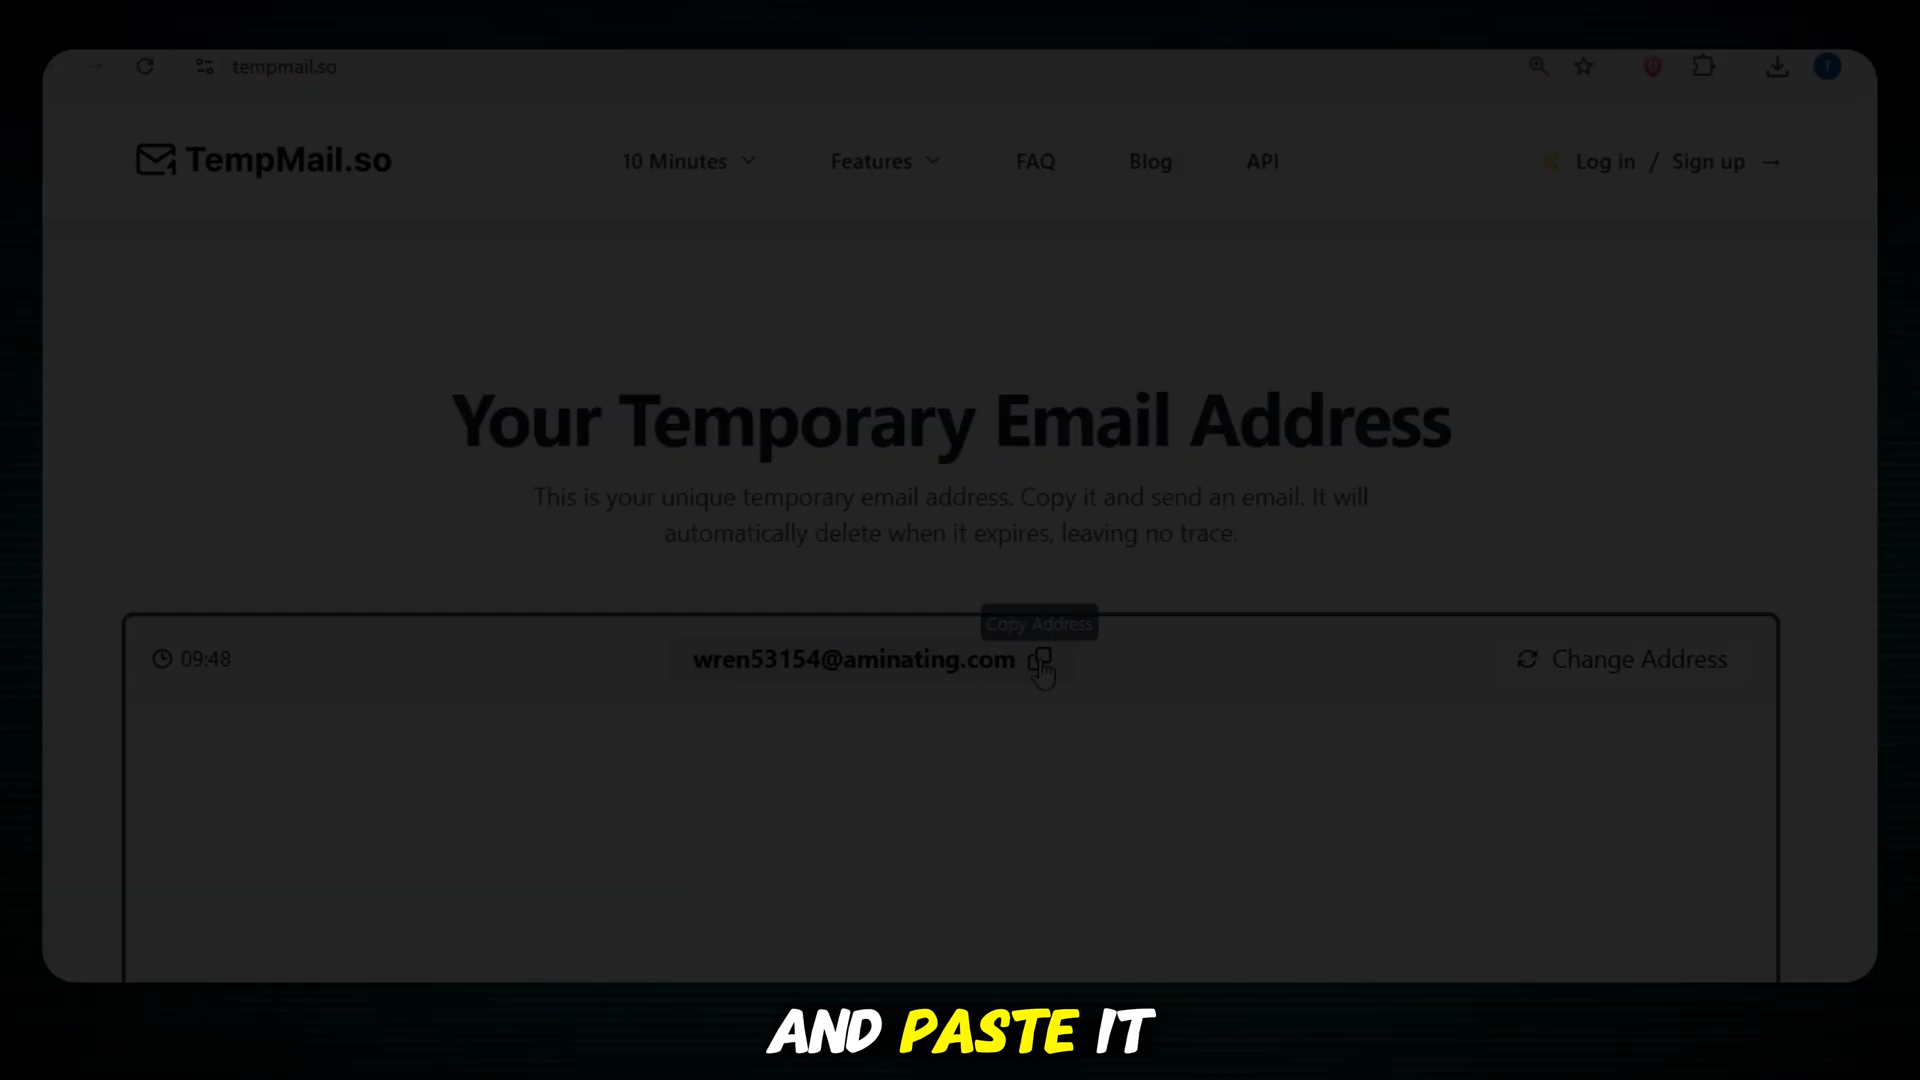 tempmail.so
TempMail.so
10 Minutes
Features
FAQ
Blog
API
Log in / Sign up →
Your Temporary Email Address
This is your unique temporary email address. Copy it and send an email. It will
automatically delete when it expires, leaving no trace.
Copy Address
09:48
wren53154@aminating.com
Change Address
AND PASTE IT